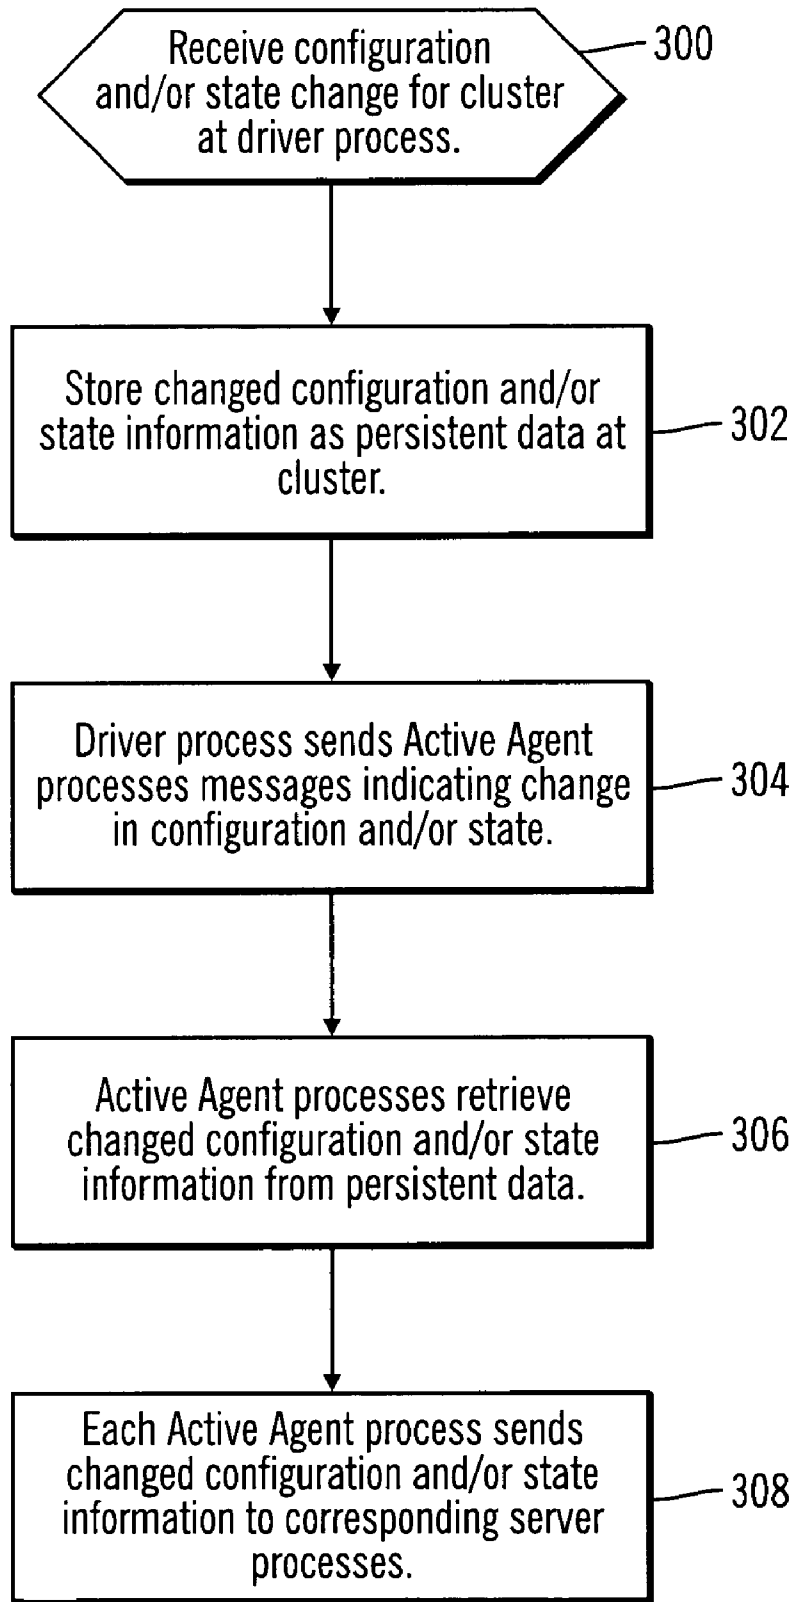 Receive configuration
and/or state change for cluster
at driver process.
300
Store changed configuration and/or
state information as persistent data at
cluster.
302
Driver process sends Active Agent
processes messages indicating change
in configuration and/or state.
304
Active Agent processes retrieve
changed configuration and/or state
information from persistent data.
306
Each Active Agent process sends
changed configuration and/or state
information to corresponding server
processes.
308